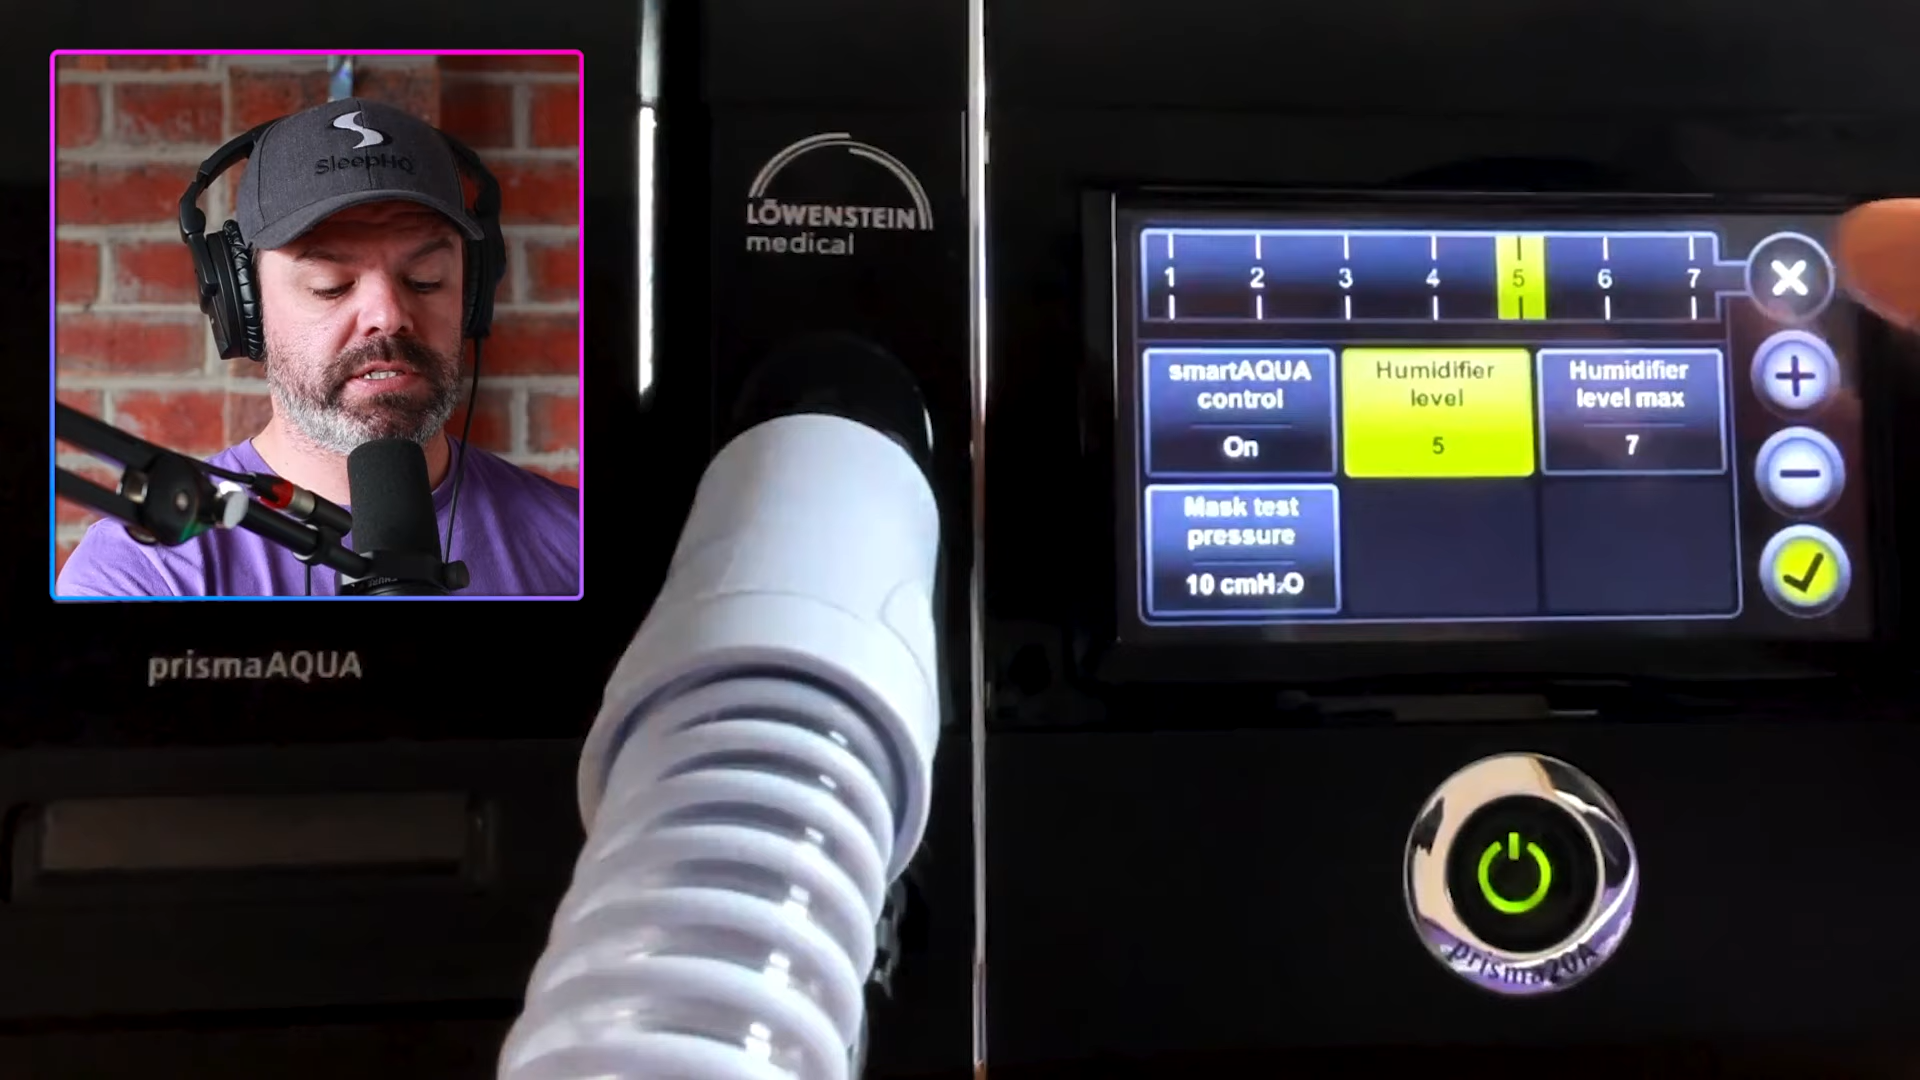 SleepHQ
LÖWENSTEIN
medical
prismaAQUA
1 2 3 4 5 6 7
smartAQUA
control
On
Humidifier
level
5
Humidifier
level max
7
Mask test
pressure
10 cmH₂O
prisma20A